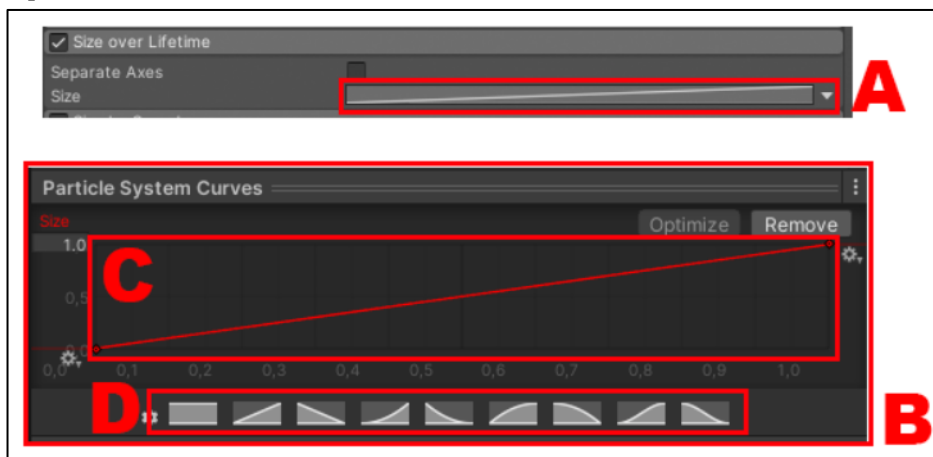 Size over Lifetime
Separate Axes
Size
A
Particle System Curves
Size
Optimize Remove
1.0
C
0,5
0,0 0,1 0,2 0,3 0,4 0,5 0,6 0,7 0,8 0,9 1,0
D
B